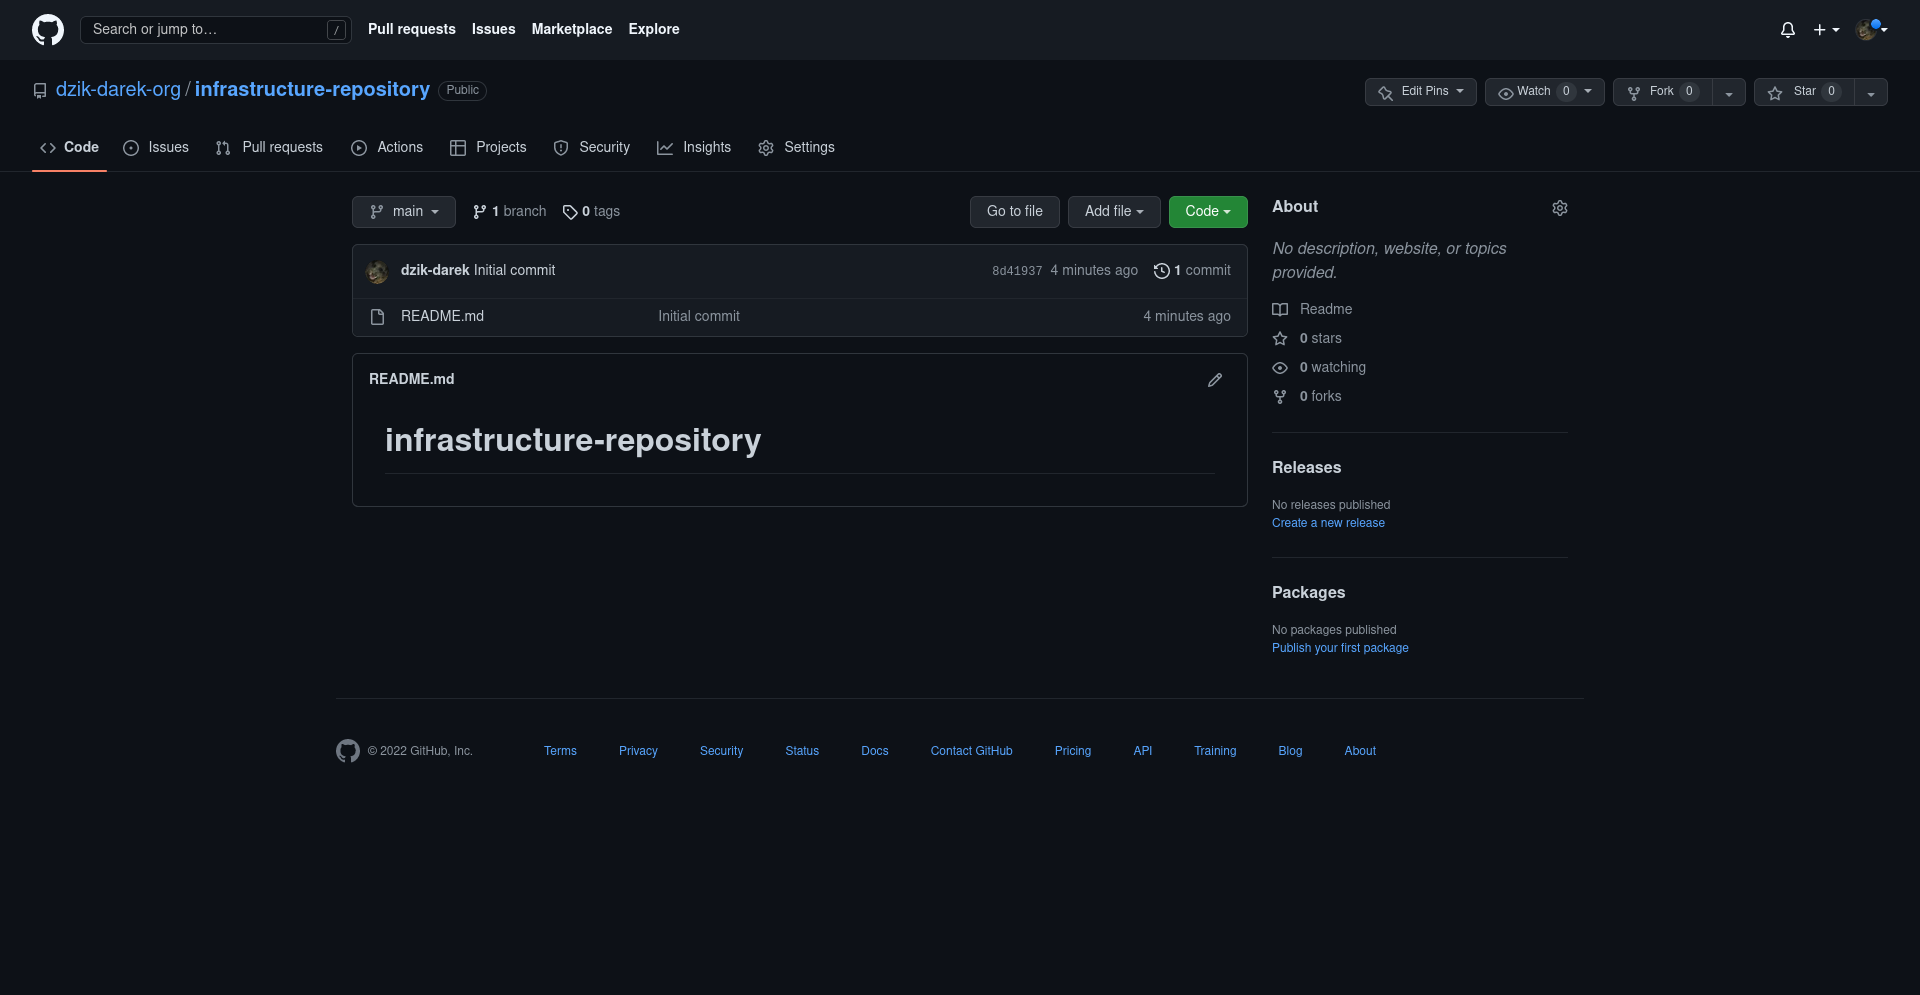 Search or jump to… /
Pull requests Issues Marketplace Explore
dzik-darek-org / infrastructure-repository Public
Edit Pins Watch 0 Fork 0 Star 0
Code Issues Pull requests Actions Projects Security Insights Settings
main 1 branch 0 tags Go to file Add file Code
dzik-darek Initial commit 8d41937 4 minutes ago 1 commit
README.md Initial commit 4 minutes ago
README.md
infrastructure-repository
About
No description, website, or topics
provided.
Readme
0 stars
0 watching
0 forks
Releases
No releases published
Create a new release
Packages
No packages published
Publish your first package
© 2022 GitHub, Inc. Terms Privacy Security Status Docs Contact GitHub Pricing API Training Blog About